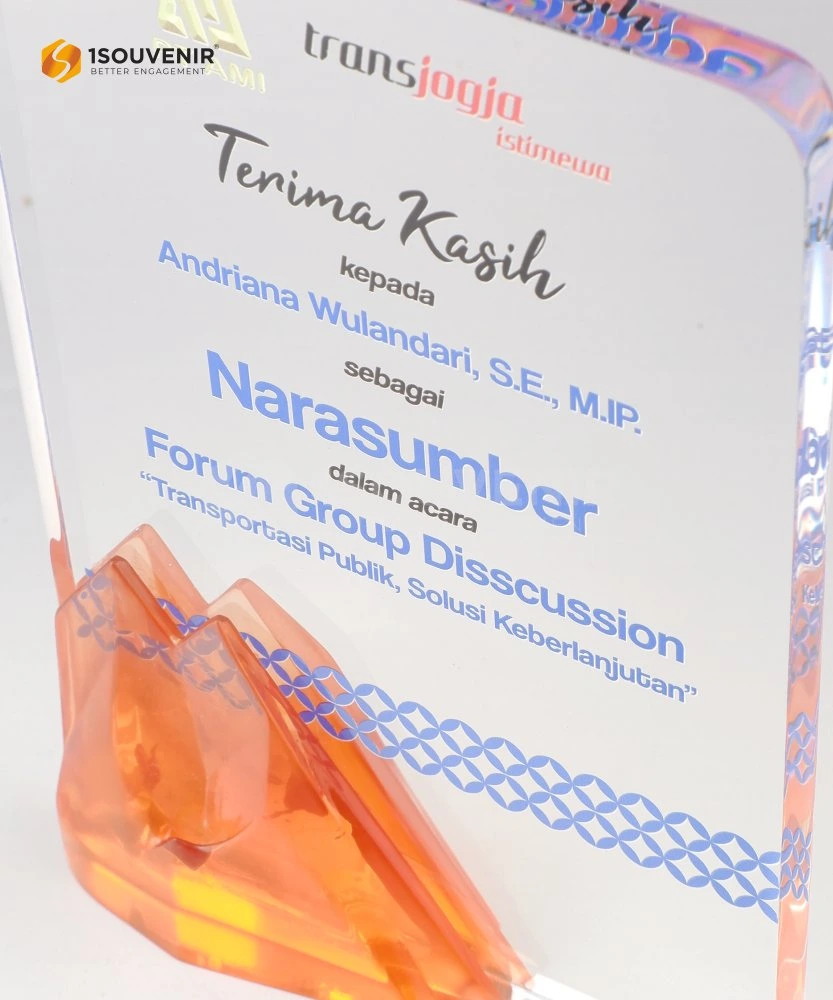 1SOUVENIR®
BETTER ENGAGEMENT
transjogja
istimewa
Terima Kasih
kepada
Andriana Wulandari, S.E., M.IP.
sebagai
Narasumber
dalam acara
Forum Group Disscussion
“Transportasi Publik, Solusi Keberlanjutan”